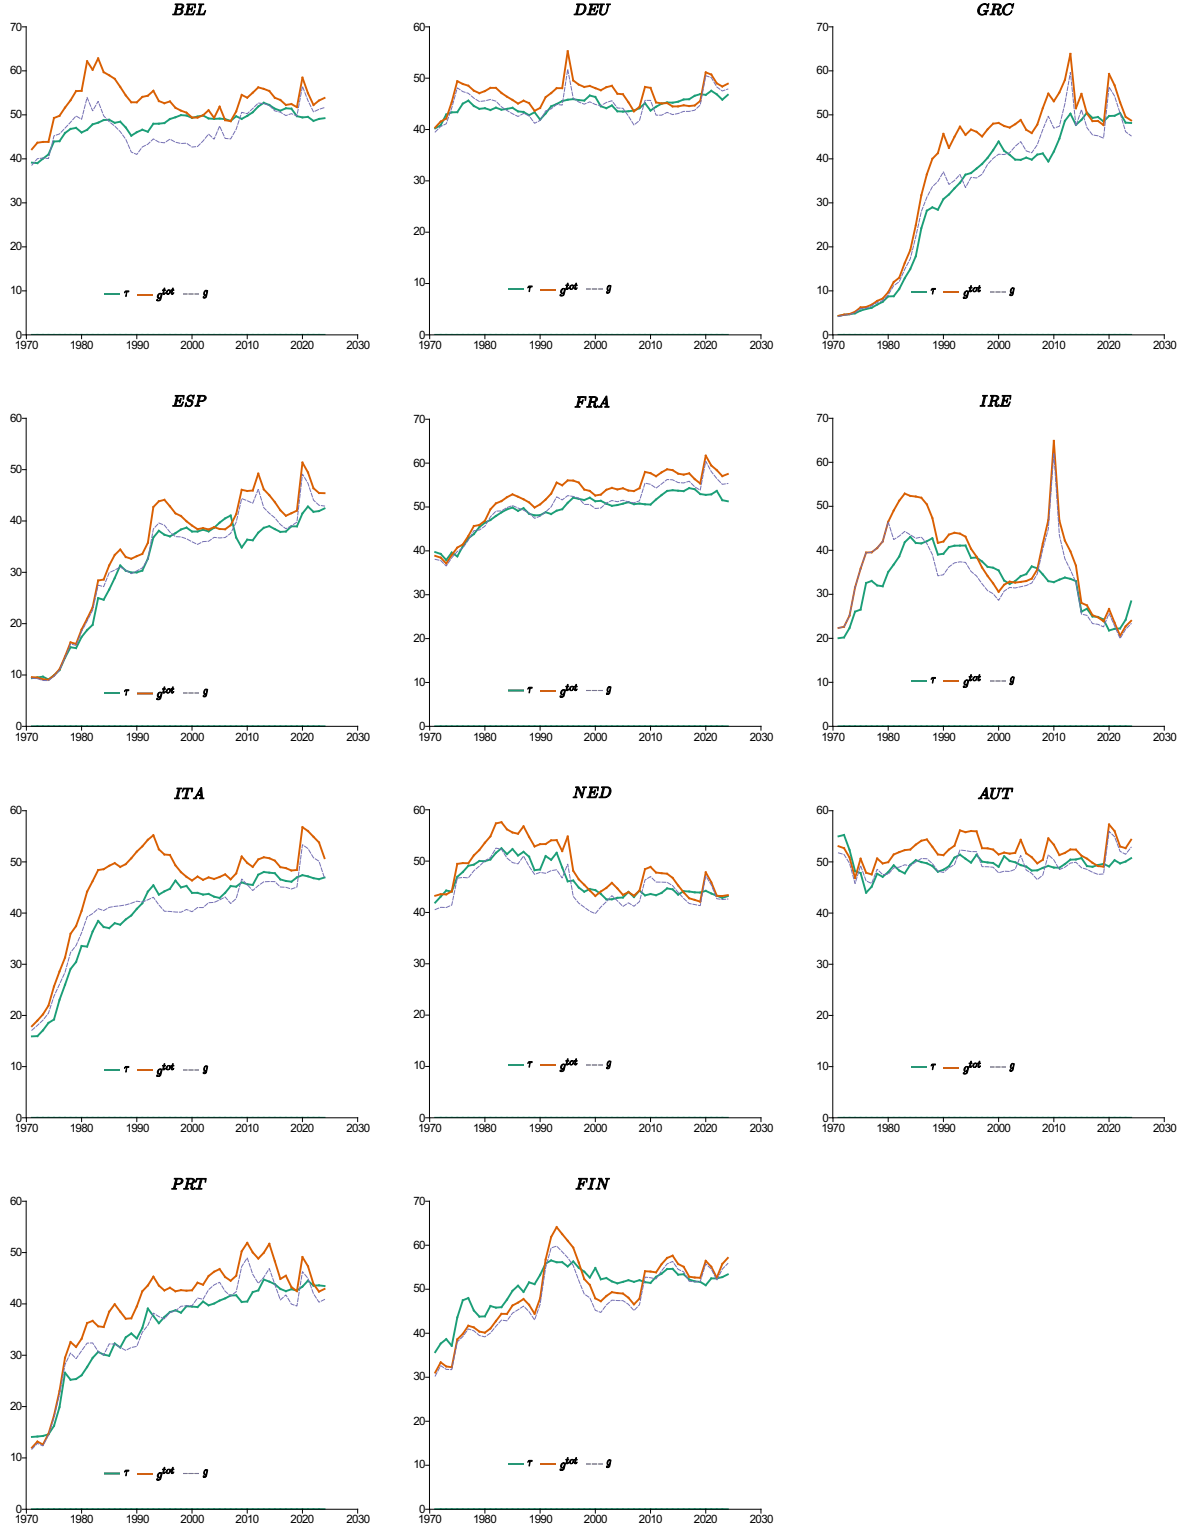 BEL DEU GRC
70 60 70
60 50 60
50 40 50
40 30 40
30 20 30
20 10 20
10 0 10
0 0
τ g^tot g τ g^tot g τ g^tot g
1970 1980 1990 2000 2010 2020 2030 1970 1980 1990 2000 2010 2020 2030 1970 1980 1990 2000 2010 2020 2030
ESP FRA IRE
60 70 70
50 60 60
40 50 50
30 40 40
20 30 30
10 20 20
0 10 10
0 0
τ g^tot g τ g^tot g τ g^tot g
1970 1980 1990 2000 2010 2020 2030 1970 1980 1990 2000 2010 2020 2030 1970 1980 1990 2000 2010 2020 2030
ITA NED AUT
60 60 60
50 50 50
40 40 40
30 30 30
20 20 20
10 10 10
0 0 0
τ g^tot g τ g^tot g τ g^tot g
1970 1980 1990 2000 2010 2020 2030 1970 1980 1990 2000 2010 2020 2030 1970 1980 1990 2000 2010 2020 2030
PRT FIN
60 70
50 60
40 50
30 40
20 30
10 20
0 10
0
τ g^tot g τ g^tot g
1970 1980 1990 2000 2010 2020 2030 1970 1980 1990 2000 2010 2020 2030